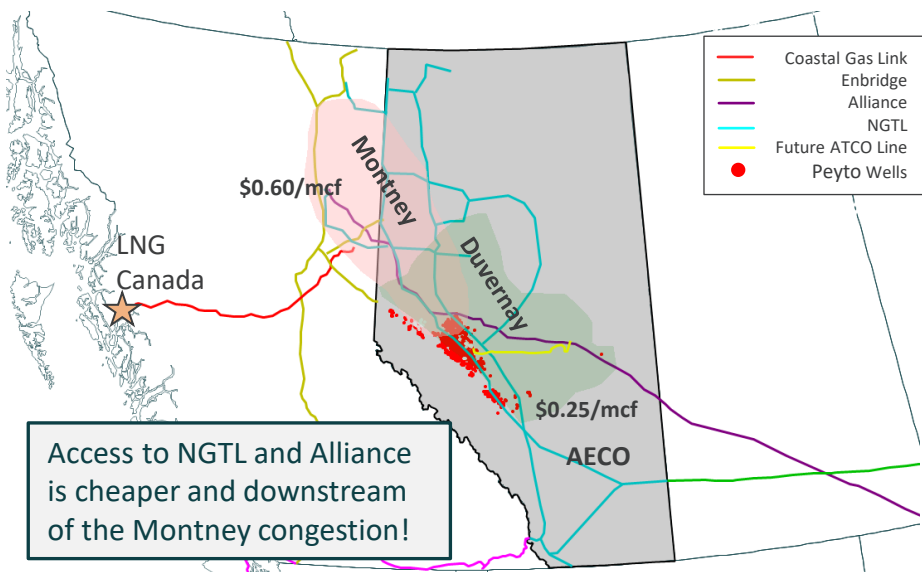 Coastal Gas Link
Enbridge
Alliance
NGTL
Future ATCO Line
Peyto Wells
Montney
$0.60/mcf
Duvernay
LNG
Canada
$0.25/mcf
AECO
Access to NGTL and Alliance
is cheaper and downstream
of the Montney congestion!